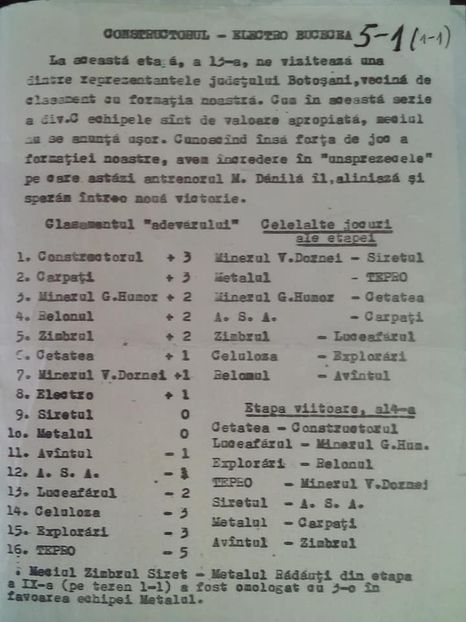 CONSTRUCTORUL - ELECTRO BUCECEA 5-1 (1-1)
La această etapă, a 13-a, ne vizitează una
dintre reprezentantele județului Botoșani, vecină de
clasament cu formația noastră. Cum în această serie
a div.C echipele sînt de valoare apropiată, meciul
nu se anunță ușor. Cunoscînd însă forța de joc a
formației noastre, avem încredere în "unsprezecele"
pe care astăzi antrenorul M. Dănilă îl,aliniază și
sperăm întreo nouă victorie.
Clasamentul "adevărului"
1. Constructorul + 3
2. Carpați + 3
3. Minerul G.Humor + 2
4. Relonul + 2
5. Zimbrul + 2
6. Cetatea + 1
7. Minerul V.Dornei +1
8. Electro + 1
9. Siretul 0
10. Metalul 0
11. Avîntul - 1
12. A. S. A. - 1
13. Luceafărul - 2
14. Celuloza - 3
15. Explorări - 3
16. TEPRO - 5
Celelalte jocuri
ale etapei
Minerul V.Dornei - Siretul
Metalul - TEPRO
Minerul G.Humor - Cetatea
A. S. A. - Carpați
Zimbrul - Luceafărul
Celuloza - Explorări
Relonul - Avîntul
Etapa viitoare, a14-a
Cetatea - Constructorul
Luceafărul - Minerul G.Hum.
Explorări - Relonul
TEPRO - Minerul V.Dornei
Siretul - A. S. A.
Metalul - Carpați
Avîntul - Zimbrul
. Meciul Zimbrul Siret - Metalul Rădăuți din etapa
a IX-a (pe teren 1-1) a fost omologat cu 3-0 în
favoarea echipei Metalul.